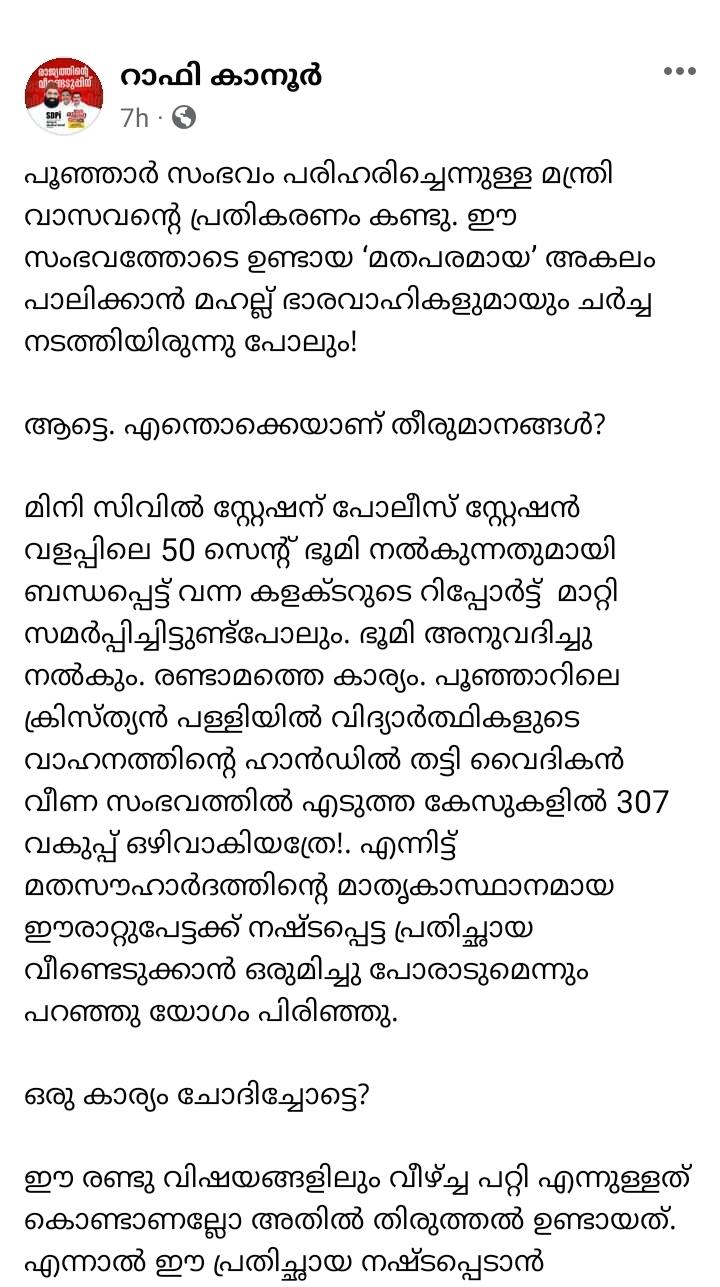 രാജ്യത്തിന്റെ
വീണ്ടെടുപ്പിന്
SDPi
റാഫി കാനൂർ
7h ·
പൂഞ്ഞാർ സംഭവം പരിഹരിച്ചെന്നുള്ള മന്ത്രി
വാസവന്റെ പ്രതികരണം കണ്ടു. ഈ
സംഭവത്തോടെ ഉണ്ടായ ‘മതപരമായ’ അകലം
പാലിക്കാൻ മഹല്ല് ഭാരവാഹികളുമായും ചർച്ച
നടത്തിയിരുന്നു പോലും!
ആട്ടെ. എന്തൊക്കെയാണ് തീരുമാനങ്ങൾ?
മിനി സിവിൽ സ്റ്റേഷന് പോലീസ് സ്റ്റേഷൻ
വളപ്പിലെ 50 സെന്റ് ഭൂമി നൽകുന്നതുമായി
ബന്ധപ്പെട്ട് വന്ന കളക്ടറുടെ റിപ്പോർട്ട്  മാറ്റി
സമർപ്പിച്ചിട്ടുണ്ട്പോലും. ഭൂമി അനുവദിച്ചു
നൽകും. രണ്ടാമത്തെ കാര്യം. പൂഞ്ഞാറിലെ
ക്രിസ്ത്യൻ പള്ളിയിൽ വിദ്യാർത്ഥികളുടെ
വാഹനത്തിന്റെ ഹാൻഡിൽ തട്ടി വൈദികൻ
വീണ സംഭവത്തിൽ എടുത്ത കേസുകളിൽ 307
വകുപ്പ് ഒഴിവാകിയത്രേ!. എന്നിട്ട്
മതസൗഹാർദത്തിന്റെ മാതൃകാസ്ഥാനമായ
ഈരാറ്റുപേട്ടക്ക് നഷ്ടപ്പെട്ട പ്രതിച്ഛായ
വീണ്ടെടുക്കാൻ ഒരുമിച്ചു പോരാടുമെന്നും
പറഞ്ഞു യോഗം പിരിഞ്ഞു.
ഒരു കാര്യം ചോദിച്ചോട്ടെ?
ഈ രണ്ടു വിഷയങ്ങളിലും വീഴ്ച്ച പറ്റി എന്നുള്ളത്
കൊണ്ടാണല്ലോ അതിൽ തിരുത്തൽ ഉണ്ടായത്.
എന്നാൽ ഈ പ്രതിച്ഛായ നഷ്ടപ്പെടാൻ